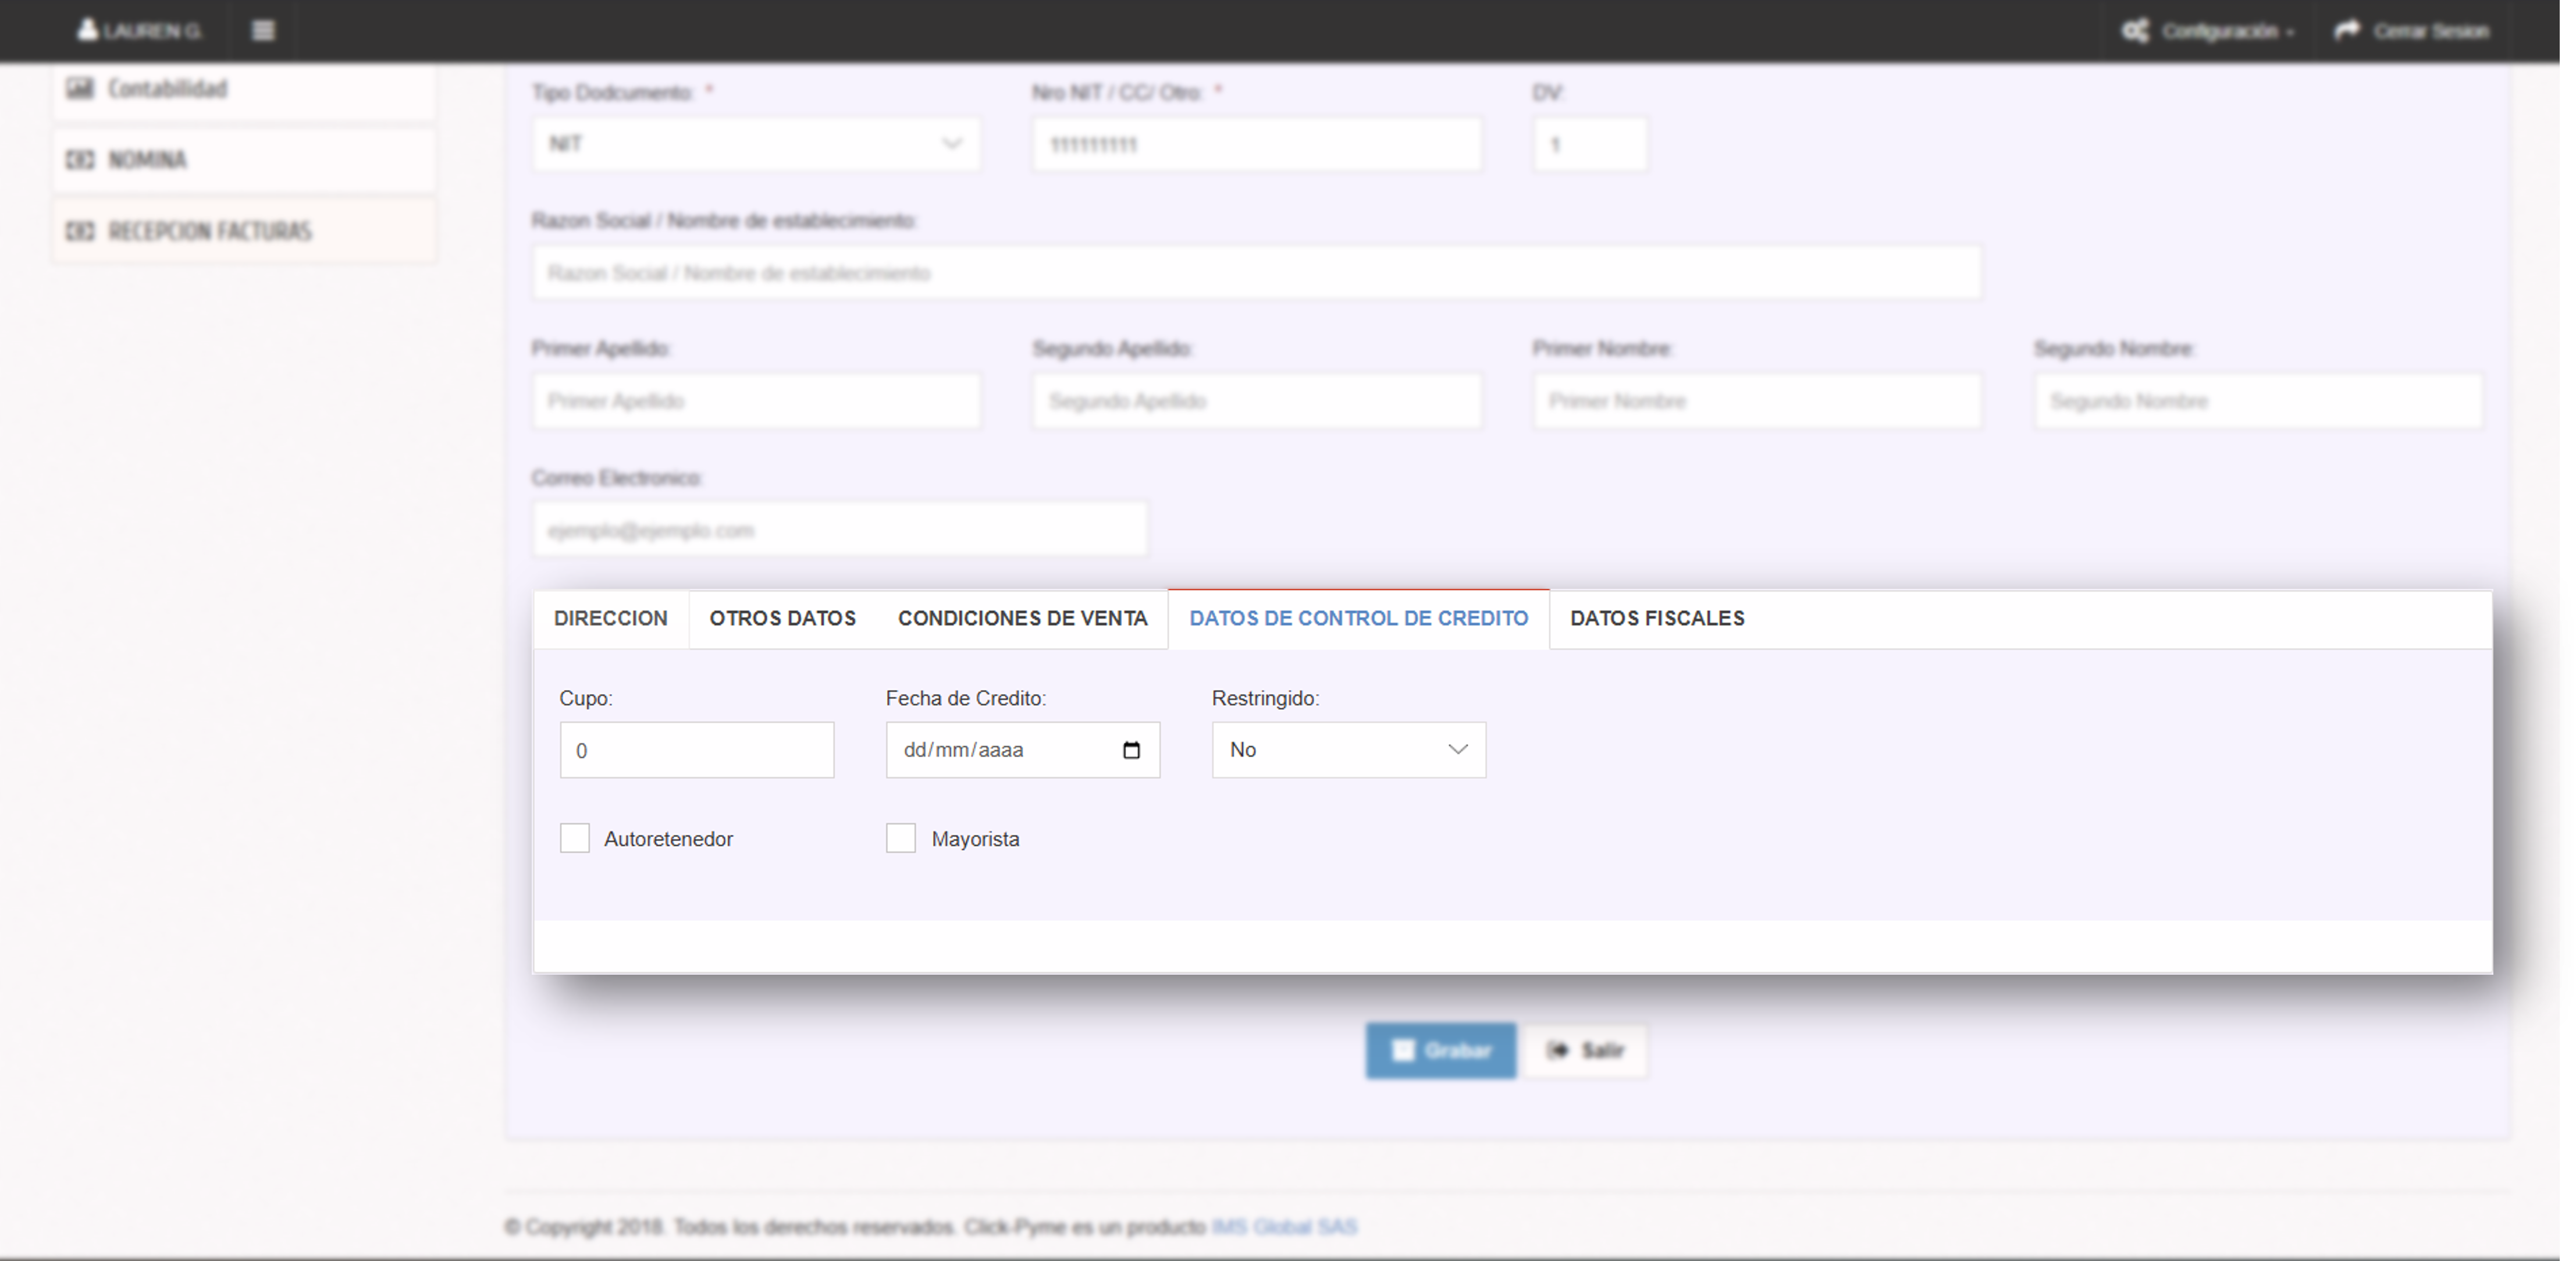 LAUREN G.
Configuración
Cerrar Sesion
Contabilidad
NOMINA
RECEPCION FACTURAS
Tipo Dodcumento: *
Nro NIT / CC/ Otro: *
DV:
NIT
111111111
1
Razon Social / Nombre de establecimiento:
Razon Social / Nombre de establecimiento
Primer Apellido:
Segundo Apellido:
Primer Nombre:
Segundo Nombre:
Primer Apellido
Segundo Apellido
Primer Nombre
Segundo Nombre
Correo Electronico:
ejemplo@ejemplo.com
DIRECCION
OTROS DATOS
CONDICIONES DE VENTA
DATOS DE CONTROL DE CREDITO
DATOS FISCALES
Cupo:
Fecha de Credito:
Restringido:
0
dd/mm/aaaa
No
Autoretenedor
Mayorista
Grabar
Salir
© Copyright 2018. Todos los derechos reservados. Click-Pyme es un producto IMS Global SAS